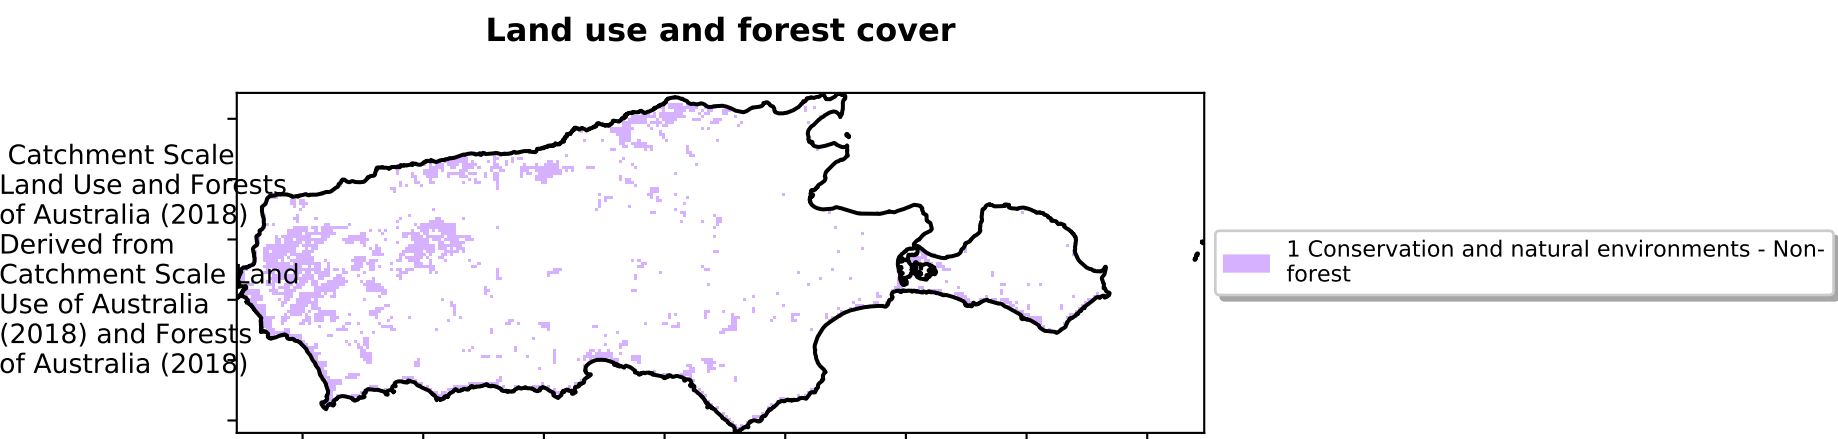 Land use and forest cover
Catchment Scale
Land Use and Forests
of Australia (2018)
Derived from
Catchment Scale Land
Use of Australia
(2018) and Forests
of Australia (2018)
1 Conservation and natural environments - Non-
forest